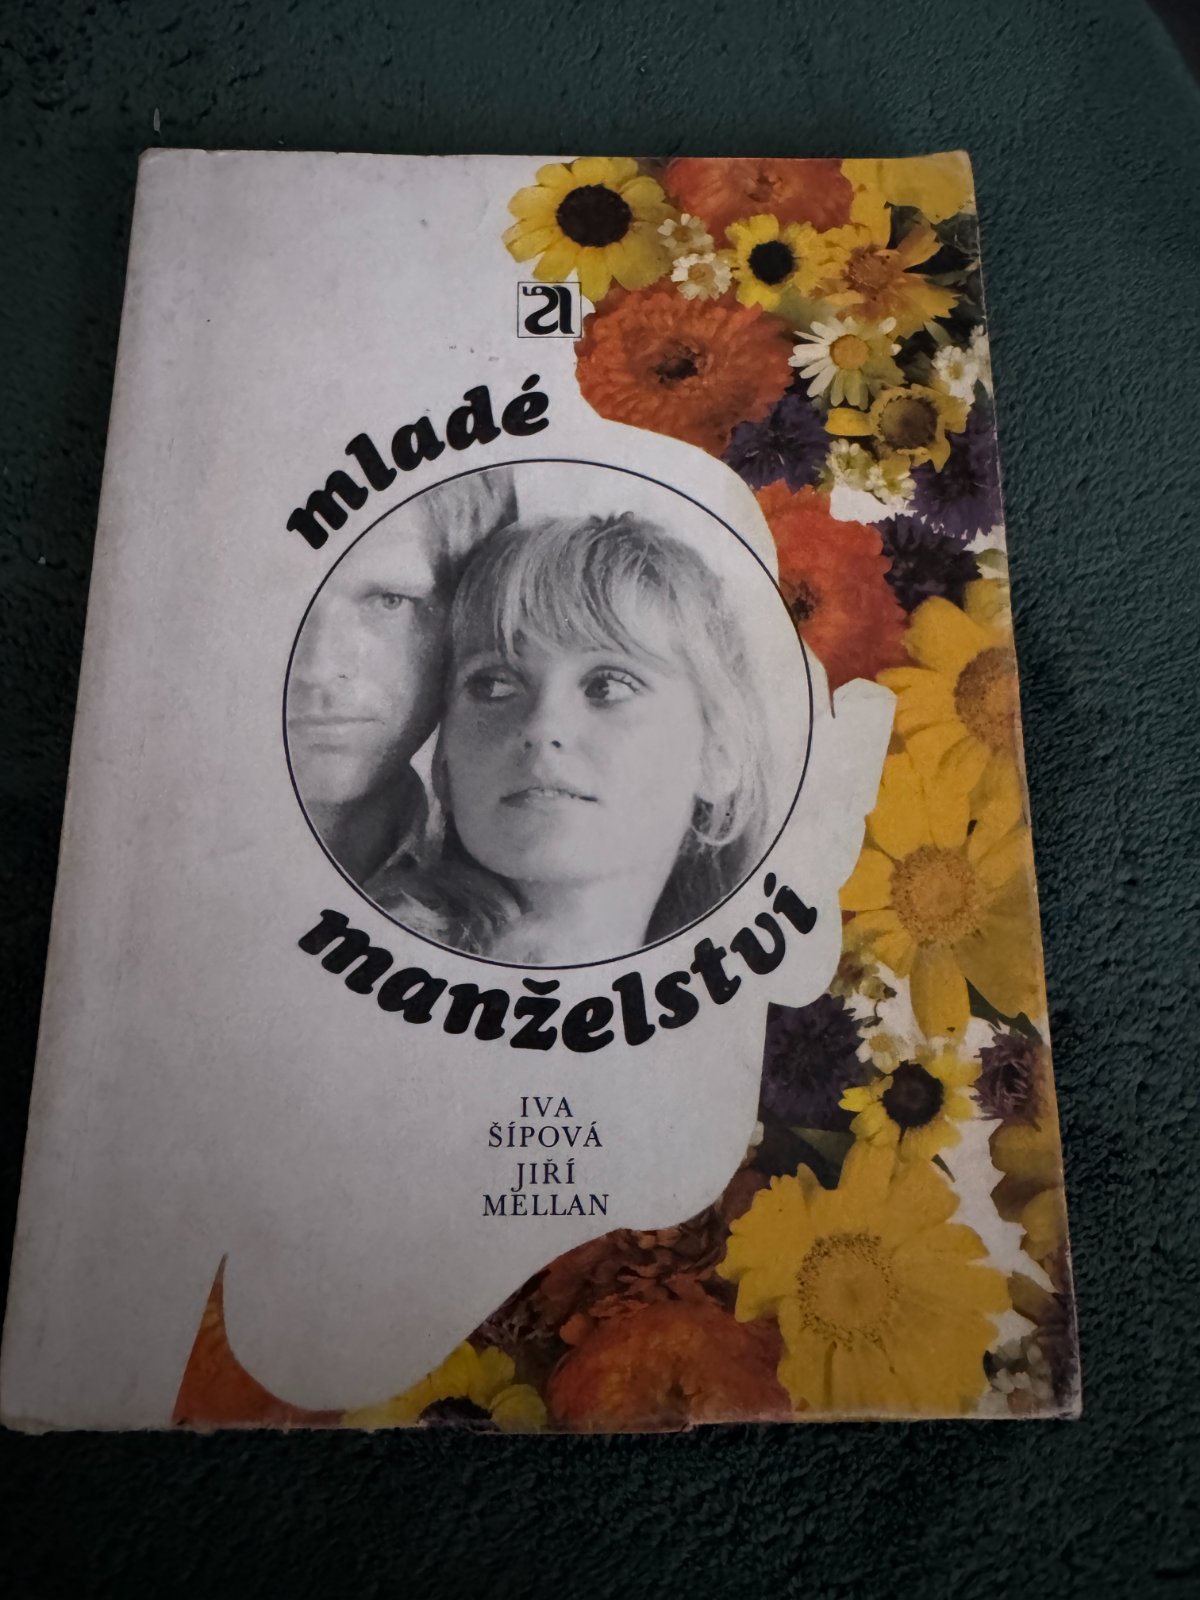 mladé
manželství
IVA
ŠÍPOVÁ
JIŘÍ
MELLAN